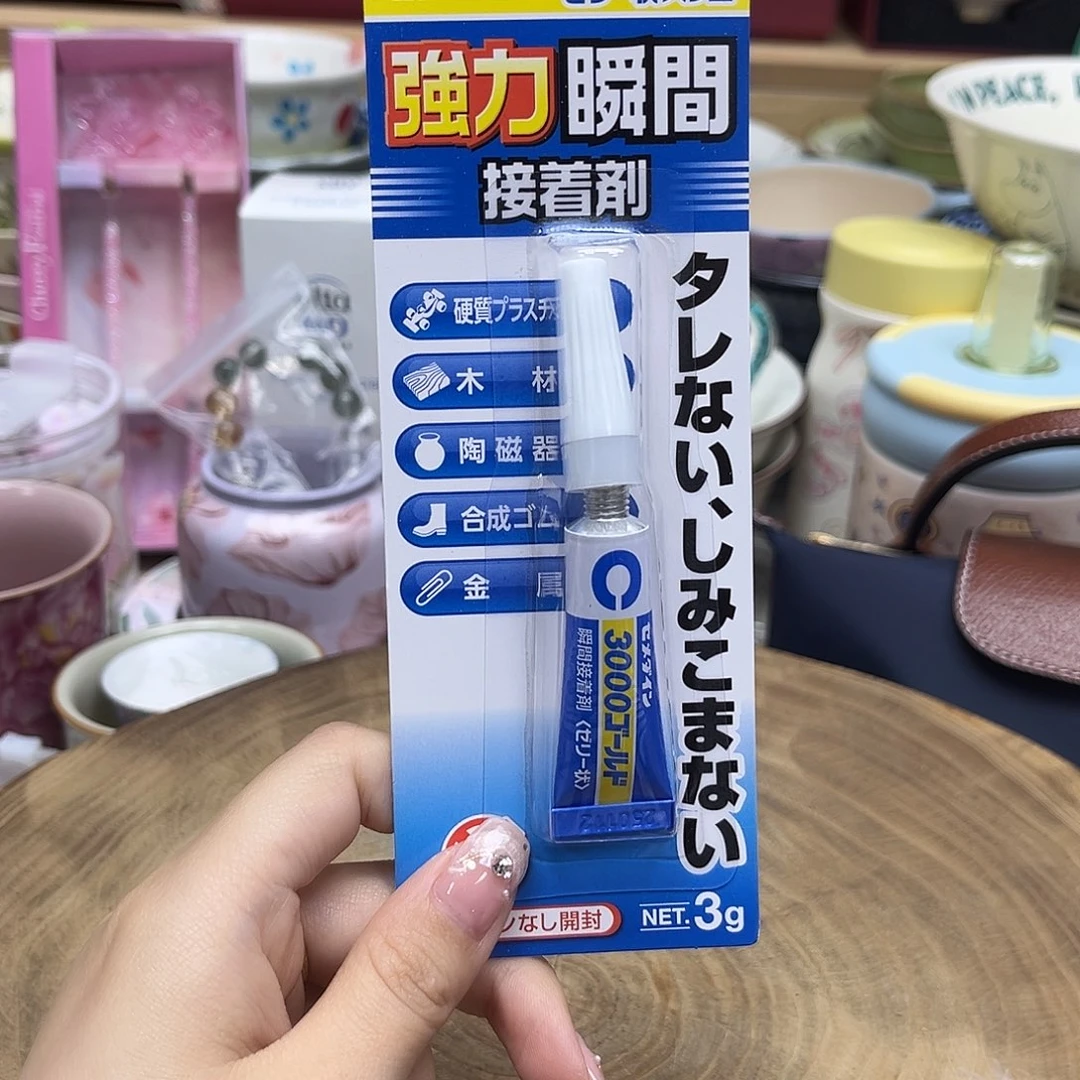 強力 瞬間
接着剤
タレない、しみこまない
硬質プラスチ
木 材
陶 磁 器
合成ゴム
金 属
C
セメダイン
3000ゴールド
瞬間接着剤〈ゼリー状〉
なし開封
NET. 3g
PEACE,